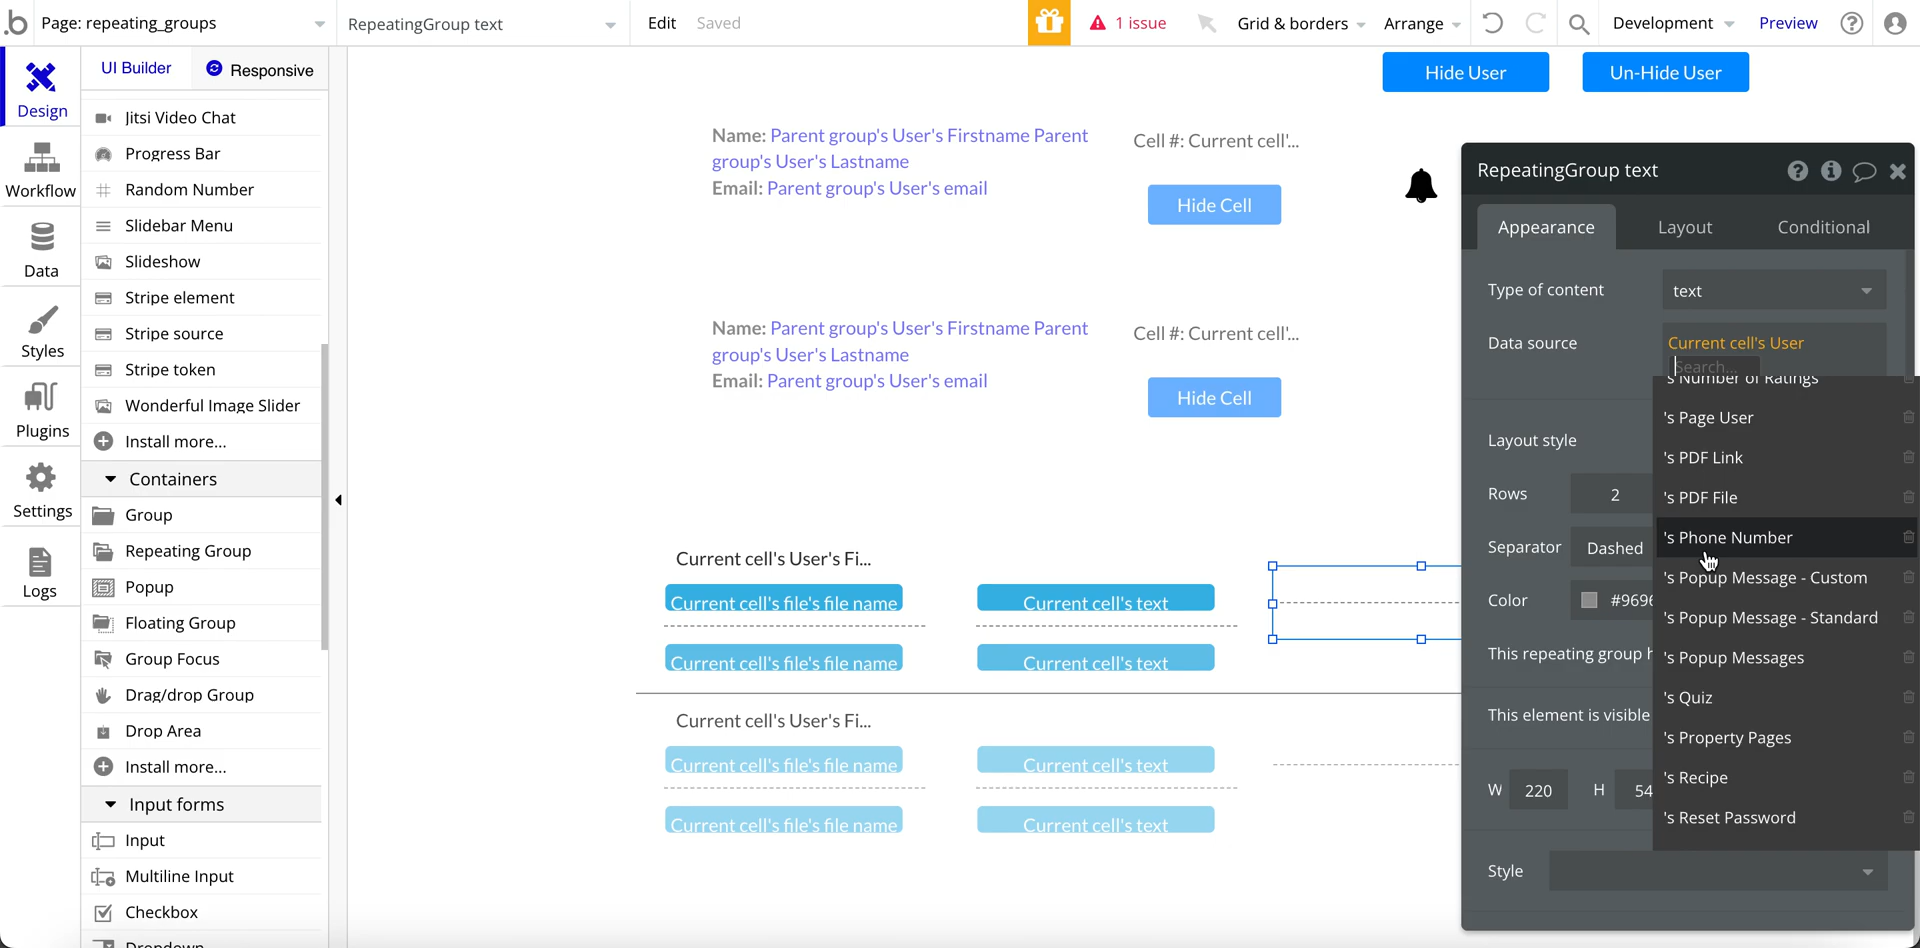 Page: repeating_groups
RepeatingGroup text
Edit
Saved
1 issue
Grid & borders
Arrange
Development
Preview
UI Builder
Responsive
Design
Workflow
Data
Styles
Plugins
Settings
Logs
Jitsi Video Chat
Progress Bar
Random Number
Slidebar Menu
Slideshow
Stripe element
Stripe source
Stripe token
Wonderful Image Slider
Install more...
Containers
Group
Repeating Group
Popup
Floating Group
Group Focus
Drag/drop Group
Drop Area
Install more...
Input forms
Input
Multiline Input
Checkbox
Dropdown
Hide User
Un-Hide User
Name: Parent group's User's Firstname Parent
group's User's Lastname
Email: Parent group's User's email
Cell #: Current cell'...
Hide Cell
Name: Parent group's User's Firstname Parent
group's User's Lastname
Email: Parent group's User's email
Cell #: Current cell'...
Hide Cell
Current cell's User's Fi...
Current cell's file's file name
Current cell's text
Current cell's file's file name
Current cell's text
Current cell's User's Fi...
Current cell's file's file name
Current cell's text
Current cell's file's file name
Current cell's text
RepeatingGroup text
Appearance
Layout
Conditional
Type of content
text
Data source
Current cell's User
Search...
's Number of Ratings
's Page User
's PDF Link
's PDF File
's Phone Number
's Popup Message - Custom
's Popup Message - Standard
's Popup Messages
's Quiz
's Property Pages
's Recipe
's Reset Password
Layout style
Rows
2
Separator
Dashed
Color
#9696
This repeating group h
This element is visible
W
220
H
54
Style